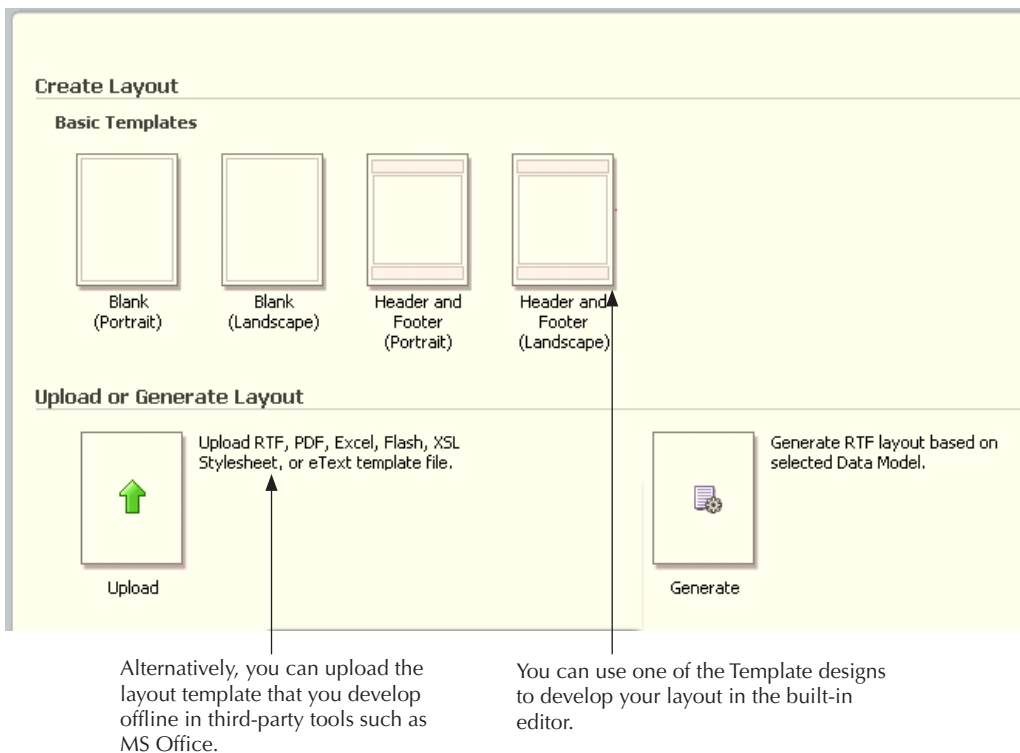 Create Layout
Basic Templates
Blank
(Portrait)
Blank
(Landscape)
Header and
Footer
(Portrait)
Header and
Footer
(Landscape)
Upload or Generate Layout
Upload RTF, PDF, Excel, Flash, XSL
Stylesheet, or eText template file.
Upload
Generate RTF layout based on
selected Data Model.
Generate
Alternatively, you can upload the
layout template that you develop
offline in third-party tools such as
MS Office.
You can use one of the Template designs
to develop your layout in the built-in
editor.